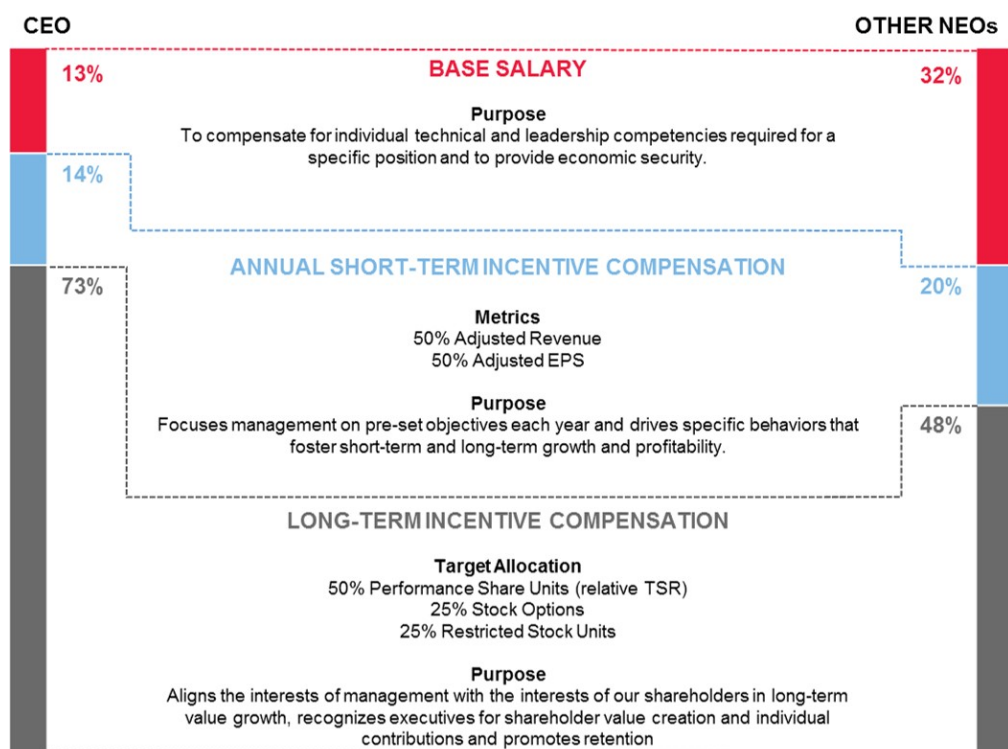 CEO
OTHER NEOs
13%
BASE SALARY
32%
Purpose
To compensate for individual technical and leadership competencies required for a
specific position and to provide economic security.
14%
ANNUAL SHORT-TERM INCENTIVE COMPENSATION
20%
73%
Metrics
50% Adjusted Revenue
50% Adjusted EPS
Purpose
Focuses management on pre-set objectives each year and drives specific behaviors that
foster short-term and long-term growth and profitability.
48%
LONG-TERM INCENTIVE COMPENSATION
Target Allocation
50% Performance Share Units (relative TSR)
25% Stock Options
25% Restricted Stock Units
Purpose
Aligns the interests of management with the interests of our shareholders in long-term
value growth, recognizes executives for shareholder value creation and individual
contributions and promotes retention